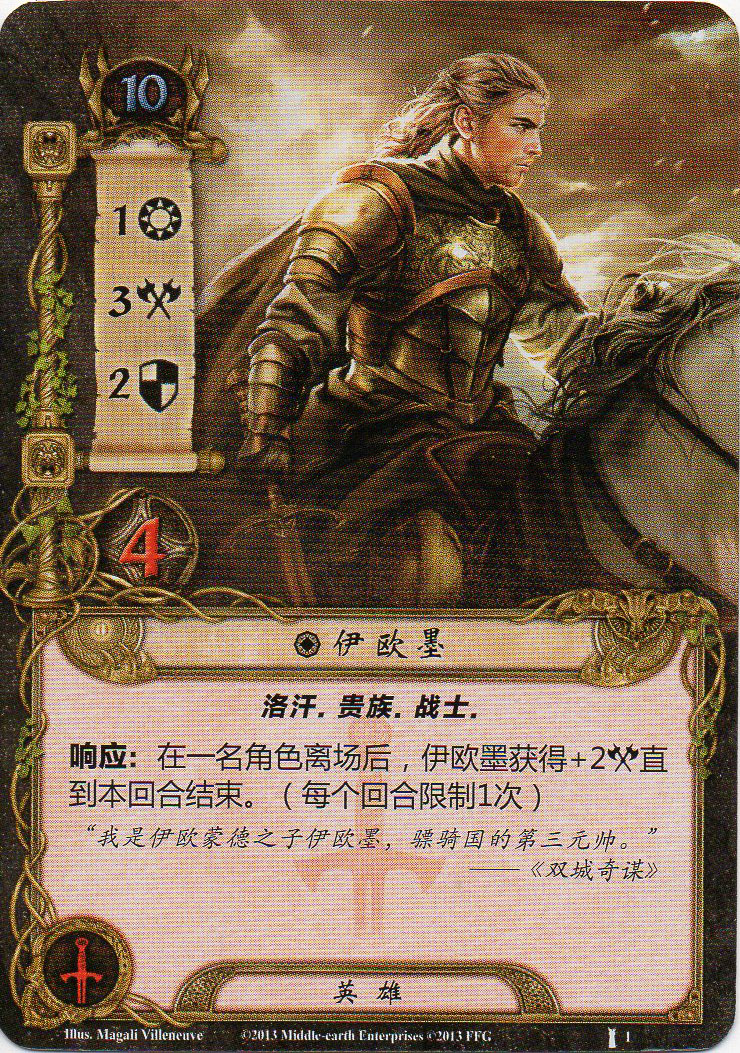 10
1
3
2
4
伊欧墨
洛汗. 贵族. 战士.
响应: 在一名角色离场后，伊欧墨获得+2直
到本回合结束。（每个回合限制1次）
“我是伊欧蒙德之子伊欧墨，骠骑国的第三元帅。”
——《双城奇谋》
英雄
Illus. Magali Villeneuve ©2013 Middle-earth Enterprises ©2013 FFG 1